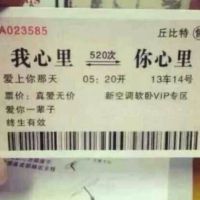 A023585 丘比特
我心里 520次 你心里
爱上你那天 05：20开 13车14号
票价：真爱无价 新空调软卧VIP专区
爱你一辈子
终生有效